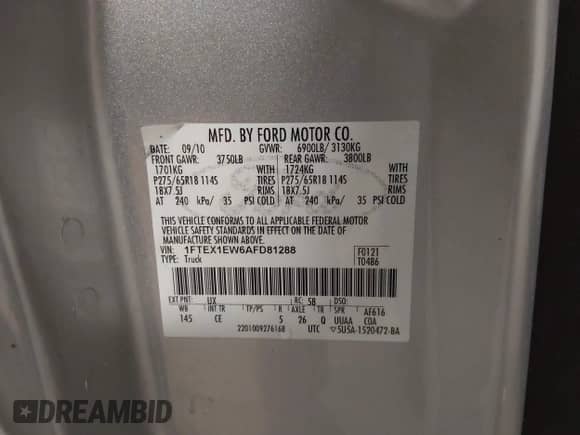 MFD. BY FORD MOTOR CO.
DATE: 09/10 GVWR: 6900LB/ 3130KG
FRONT GAWR: 3750LB REAR GAWR: 3800LB
1701KG WITH 1724KG WITH
P275/65R18 114S TIRES P275/65R18 114S TIRES
18X7.5J RIMS 18X7.5J RIMS
AT 240 kPa/ 35 PSI COLD AT 240 kPa/ 35 PSI COLD
THIS VEHICLE CONFORMS TO ALL APPLICABLE FEDERAL MOTOR
VEHICLE SAFETY STANDARDS IN EFFECT ON THE DATE OF
MANUFACTURE SHOWN ABOVE.
VIN: 1FTEX1EW6AFD81288 F0121
TYPE: Truck T0486
EXT PNT: UX RC: 5B DSO:
WB INT TR TP/PS R AXLE TR SPR AF616
145 CE 5 26 Q UUAA COA
2201009276168 UTC ▽5U5A-1520472-BA
DREAMBID